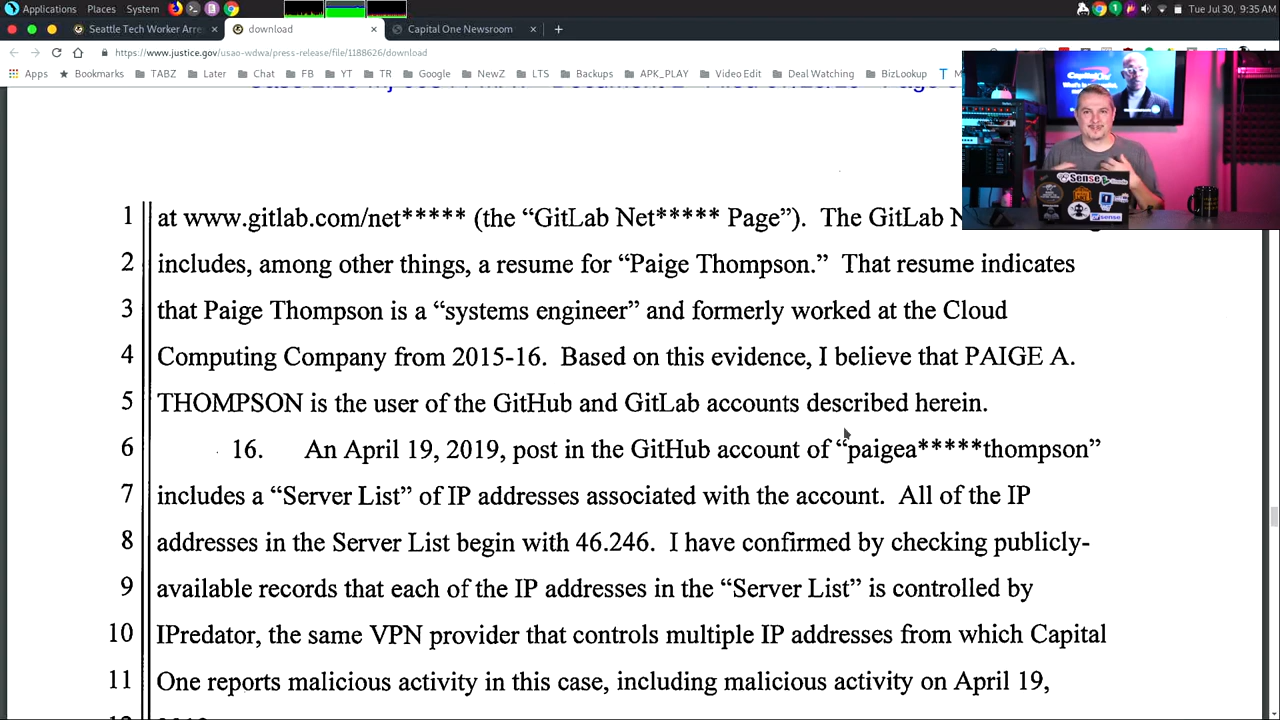 Applications Places System Tue Jul 30, 9:35 AM
Seattle Tech Worker Arre × download × Capital One Newsroom × +
https://www.justice.gov/usao-wdwa/press-release/file/1188626/download
Apps Bookmarks TABZ Later Chat FB YT TR Google NewZ LTS Backups APK_PLAY Video Edit Deal Watching BizLookup
1 at www.gitlab.com/net***** (the “GitLab Net***** Page”). The GitLab
2 includes, among other things, a resume for “Paige Thompson.” That resume indicates
3 that Paige Thompson is a “systems engineer” and formerly worked at the Cloud
4 Computing Company from 2015-16. Based on this evidence, I believe that PAIGE A.
5 THOMPSON is the user of the GitHub and GitLab accounts described herein.
6 16. An April 19, 2019, post in the GitHub account of “paigea*****thompson”
7 includes a “Server List” of IP addresses associated with the account. All of the IP
8 addresses in the Server List begin with 46.246. I have confirmed by checking publicly-
9 available records that each of the IP addresses in the “Server List” is controlled by
10 IPredator, the same VPN provider that controls multiple IP addresses from which Capital
11 One reports malicious activity in this case, including malicious activity on April 19,